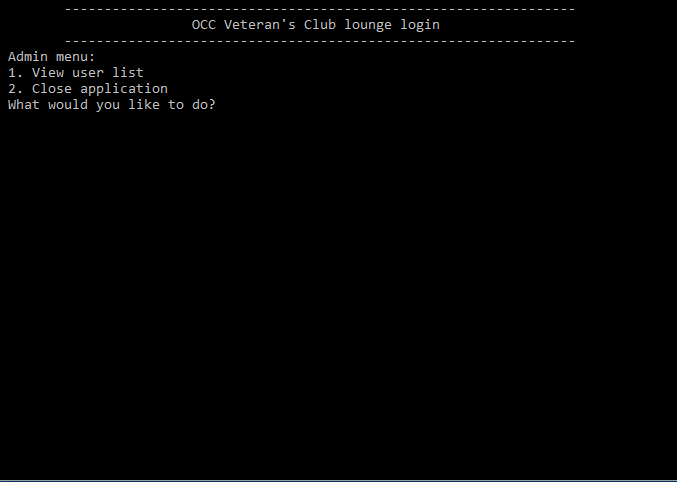 ----------------------------------------------------------------
OCC Veteran's Club lounge login
----------------------------------------------------------------
Admin menu:
1. View user list
2. Close application
What would you like to do?